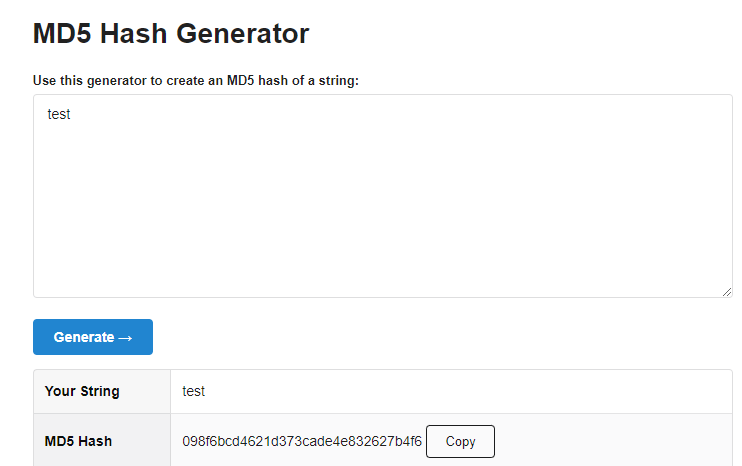 MD5 Hash Generator
Use this generator to create an MD5 hash of a string:
test
Generate →
Your String test
MD5 Hash 098f6bcd4621d373cade4e832627b4f6 Copy